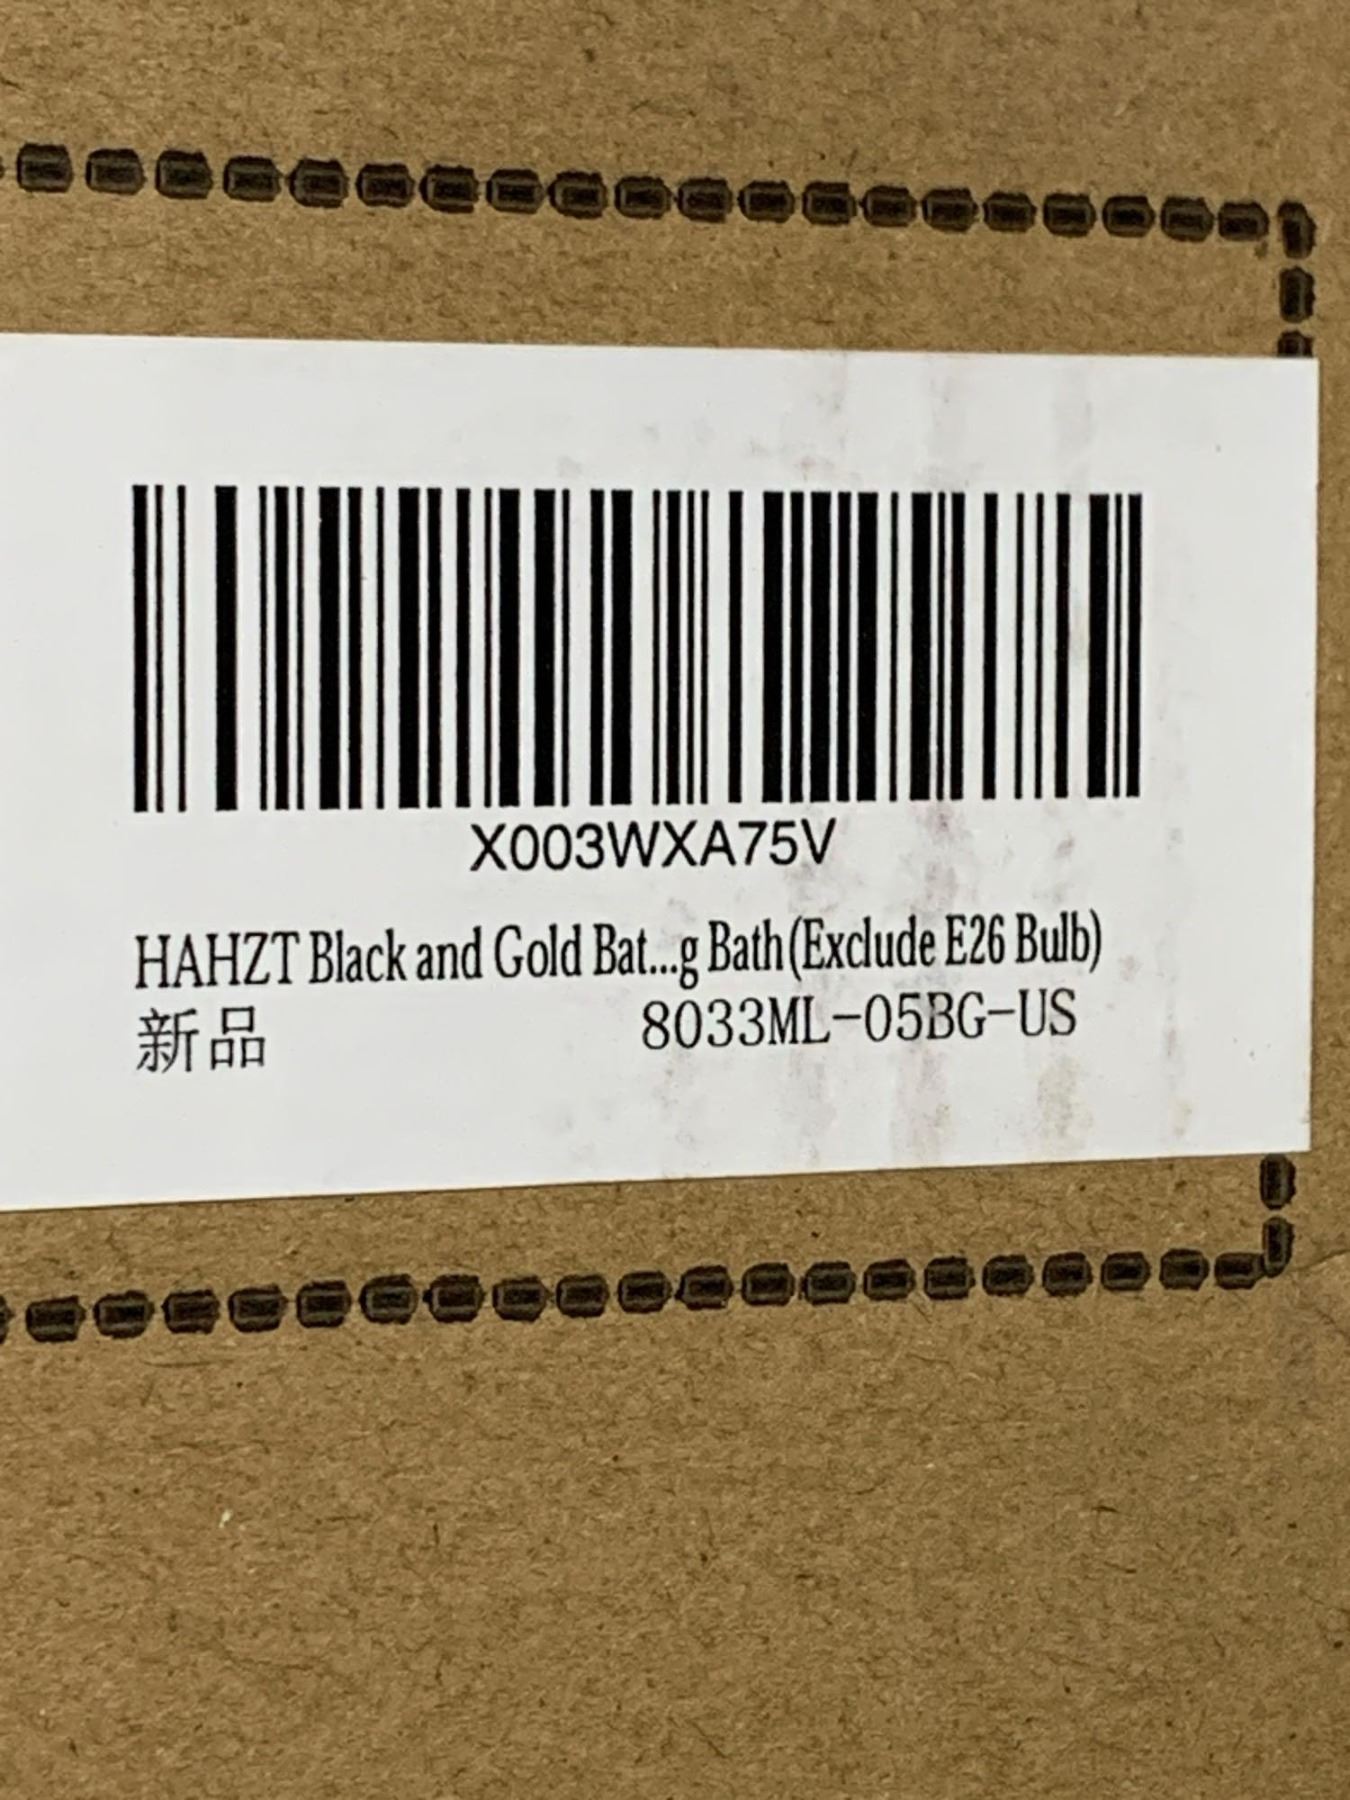 X003WXA75V
HAHZT Black and Gold Bat...g Bath(Exclude E26 Bulb)
新品 8033ML-05BG-US